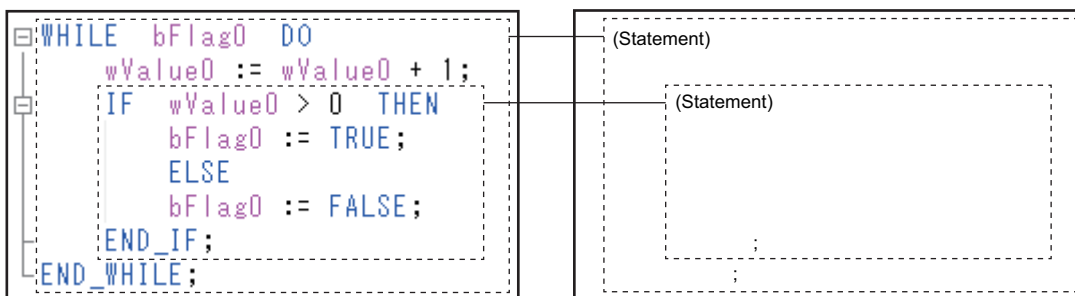 WHILE bFlag0 DO
wValue0 := wValue0 + 1;
IF wValue0 > 0 THEN
bFlag0 := TRUE;
ELSE
bFlag0 := FALSE;
END_IF;
END_WHILE;
(Statement)
(Statement)
;
;